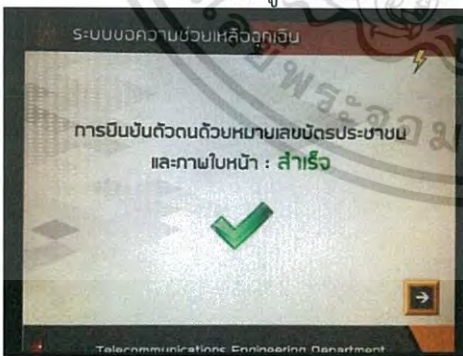 ระบบขอความช่วยเหลือฉุกเฉิน
การยืนยันตัวตนด้วยหมายเลขบัตรประชาชน
และภาพใบหน้า : สำเร็จ
Telecommunications Engineering Department